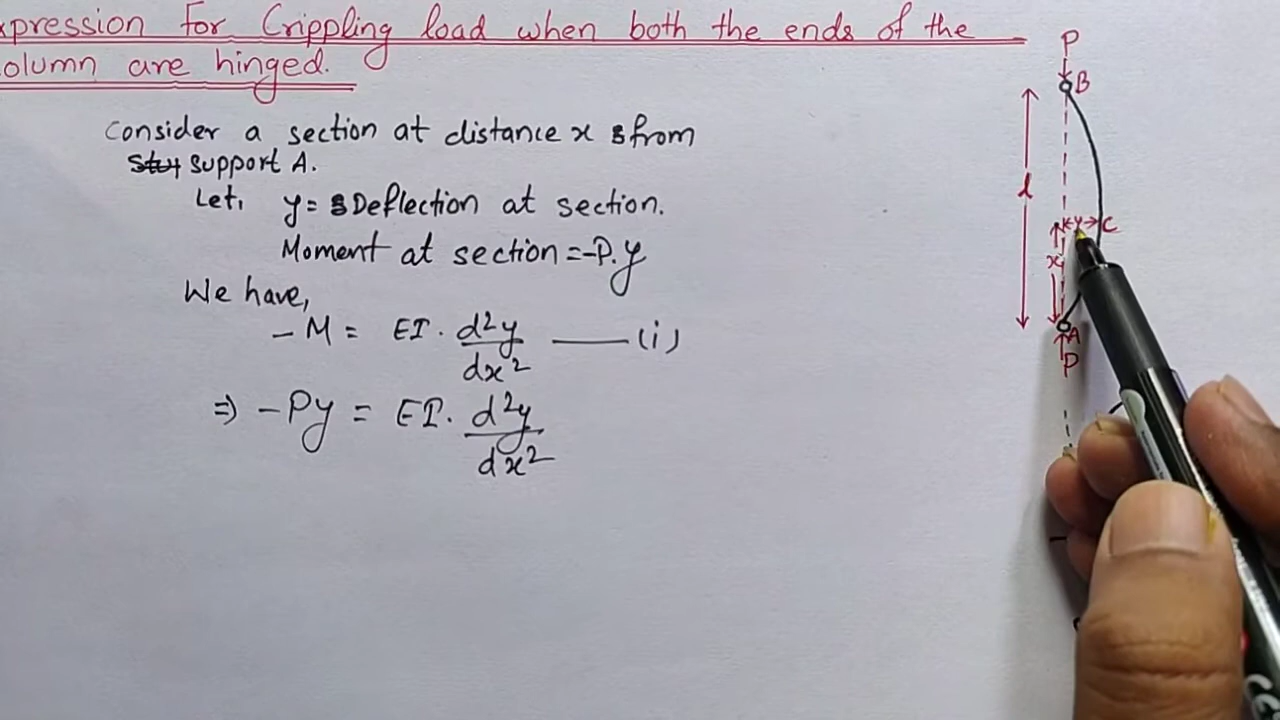 xpression for Crippling load when both the ends of the
olumn are hinged.
Consider a section at distance x from
support A.
Let, y = Deflection at section.
Moment at section = -P.y
We have,
- M = EI . d²y/dx² —— (i)
⇒ -Py = EI . d²y/dx²
P
B
l
y C
x
A
P